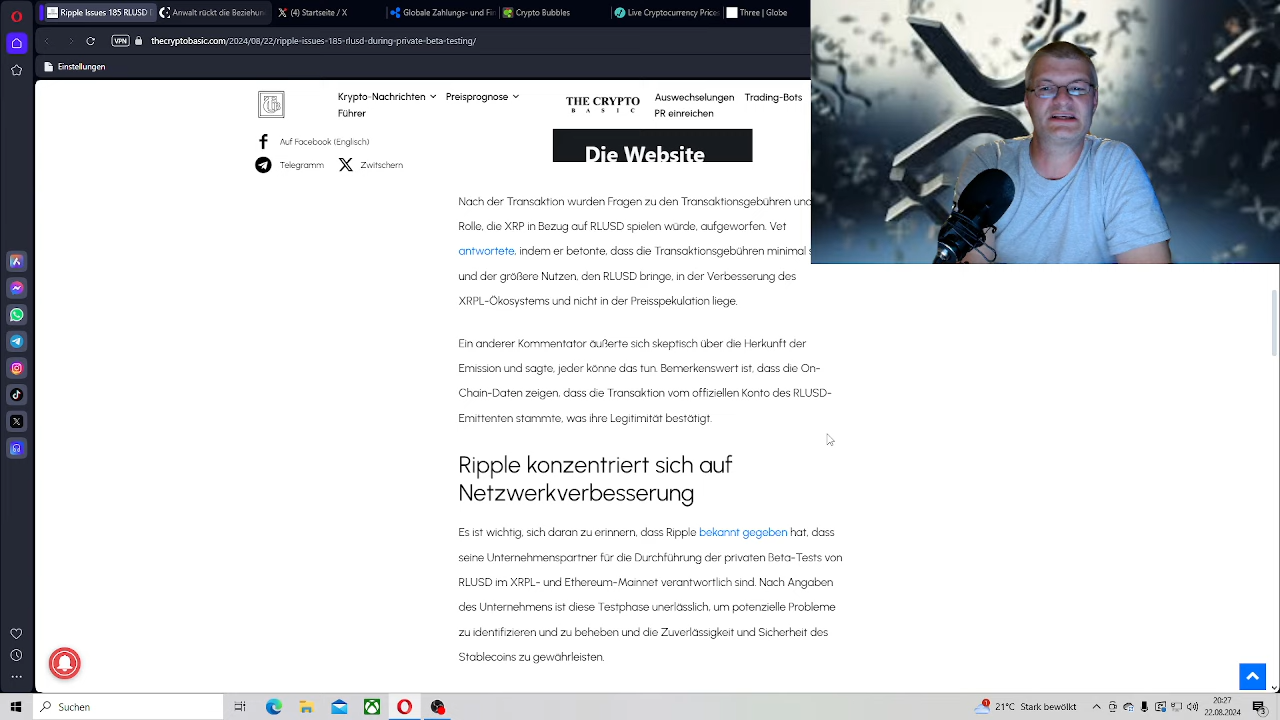 Ripple Issues 185 RLUSD
Anwalt rückt die Beziehun
(4) Startseite / X
Globale Zahlungs- und Fin
Crypto Bubbles
Live Cryptocurrency Prices
Three | Globe
VPN
thecryptobasic.com/2024/08/22/ripple-issues-185-rlusd-during-private-beta-testing/
Einstellungen
Krypto-Nachrichten
Preisprognose
Führer
THE CRYPTO
BASIC
Auswechselungen
Trading-Bots
PR einreichen
Auf Facebook (Englisch)
Telegramm
Zwitschern
Die Website
Nach der Transaktion wurden Fragen zu den Transaktionsgebühren und
Rolle, die XRP in Bezug auf RLUSD spielen würde, aufgeworfen. Vet
antwortete, indem er betonte, dass die Transaktionsgebühren minimal s
und der größere Nutzen, den RLUSD bringe, in der Verbesserung des
XRPL-Ökosystems und nicht in der Preisspekulation liege.
Ein anderer Kommentator äußerte sich skeptisch über die Herkunft der
Emission und sagte, jeder könne das tun. Bemerkenswert ist, dass die On-
Chain-Daten zeigen, dass die Transaktion vom offiziellen Konto des RLUSD-
Emittenten stammte, was ihre Legitimität bestätigt.
Ripple konzentriert sich auf
Netzwerkverbesserung
Es ist wichtig, sich daran zu erinnern, dass Ripple bekannt gegeben hat, dass
seine Unternehmenspartner für die Durchführung der privaten Beta-Tests von
RLUSD im XRPL- und Ethereum-Mainnet verantwortlich sind. Nach Angaben
des Unternehmens ist diese Testphase unerlässlich, um potenzielle Probleme
zu identifizieren und zu beheben und die Zuverlässigkeit und Sicherheit des
Stablecoins zu gewährleisten.
Suchen
21°C Stark bewölkt
20:27
22.08.2024